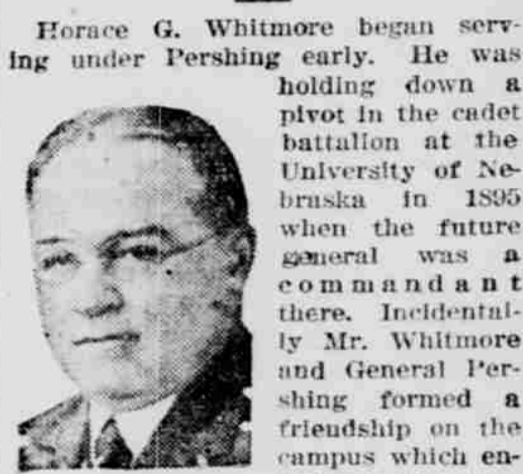 Horace G. Whitmore began serv-
ing under Pershing early. He was
holding down a
pivot in the cadet
battalion at the
University of Ne-
braska in 1895
when the future
general was a
commandant
there. Incidental-
ly Mr. Whitmore
and General Per-
shing formed a
friendship on the
campus which en-